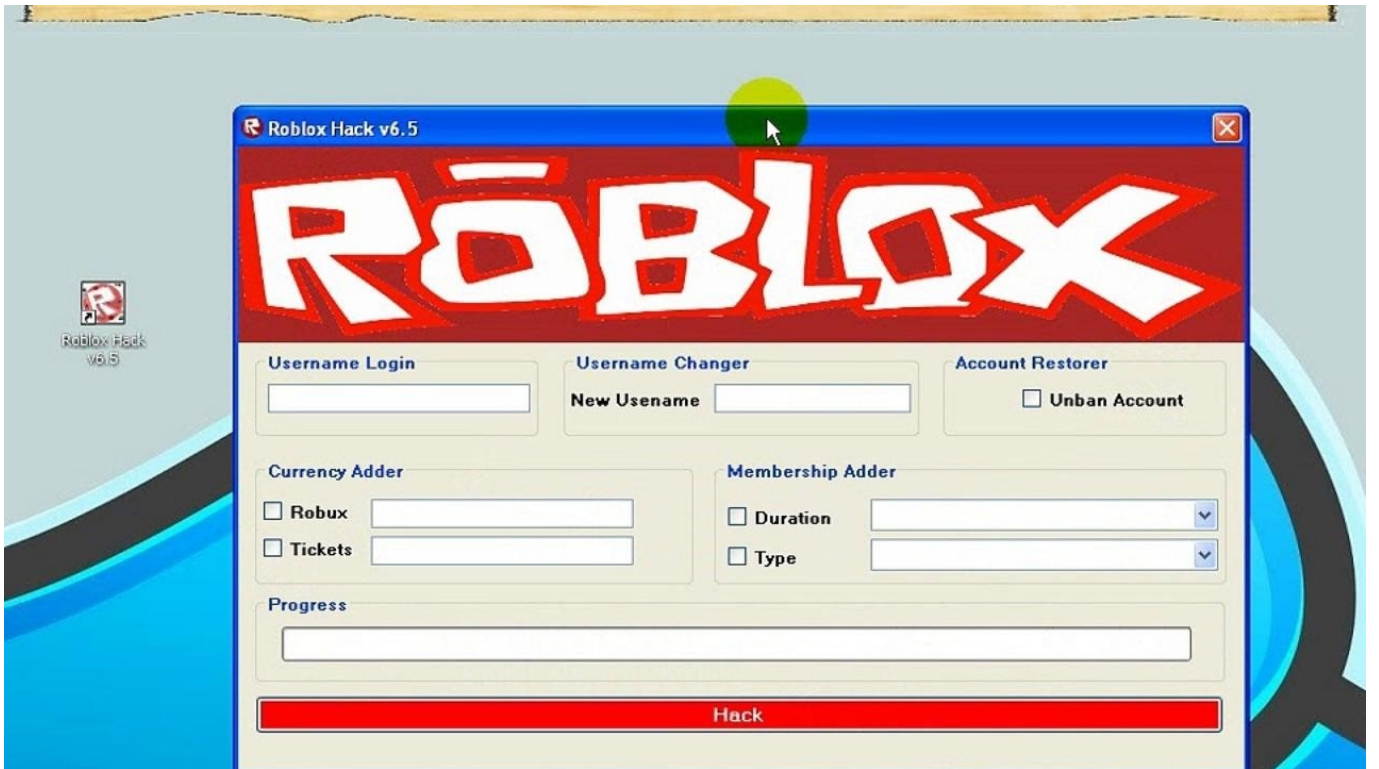 Roblox Hack v6.5
RŌBLOX
Roblox Hack
v6.5
Username Login
Username Changer
Account Restorer
New Usename
Unban Account
Currency Adder
Membership Adder
Robux
Duration
Tickets
Type
Progress
Hack